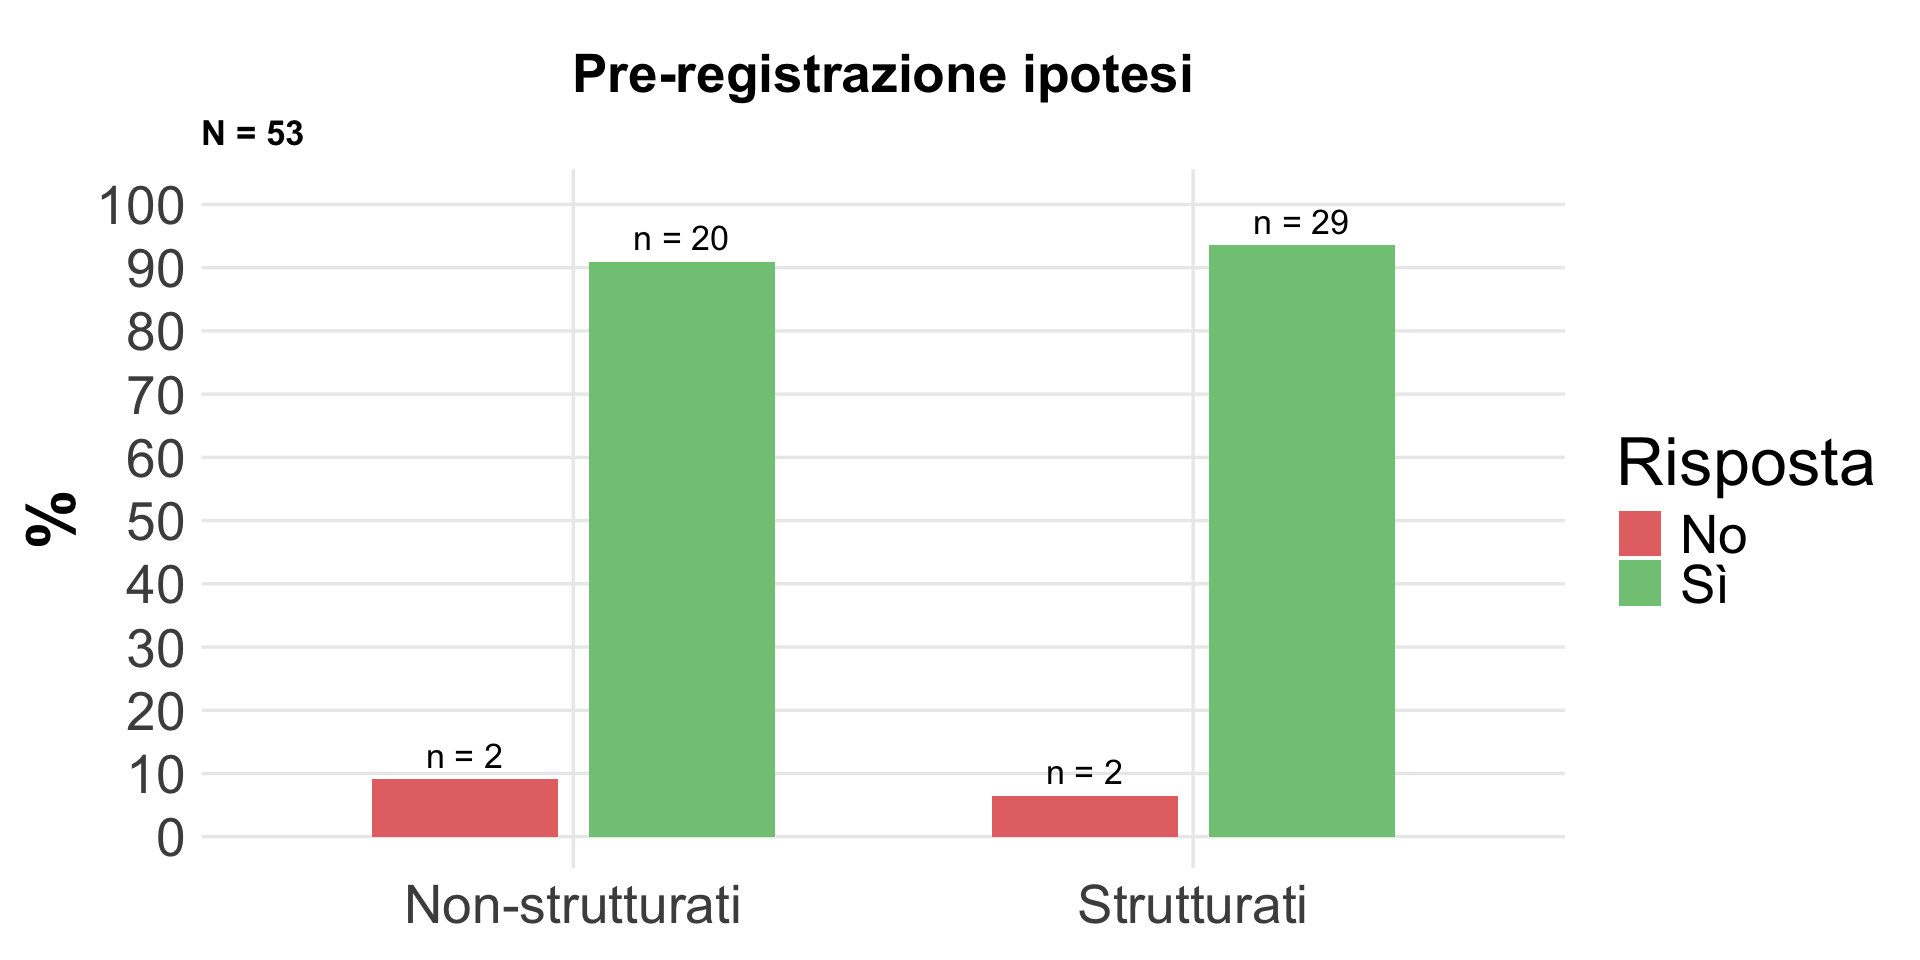 Pre-registrazione ipotesi
N = 53
%
100
90
80
70
60
50
40
30
20
10
0
n = 2
n = 20
n = 2
n = 29
Non-strutturati
Strutturati
Risposta
No
Sì